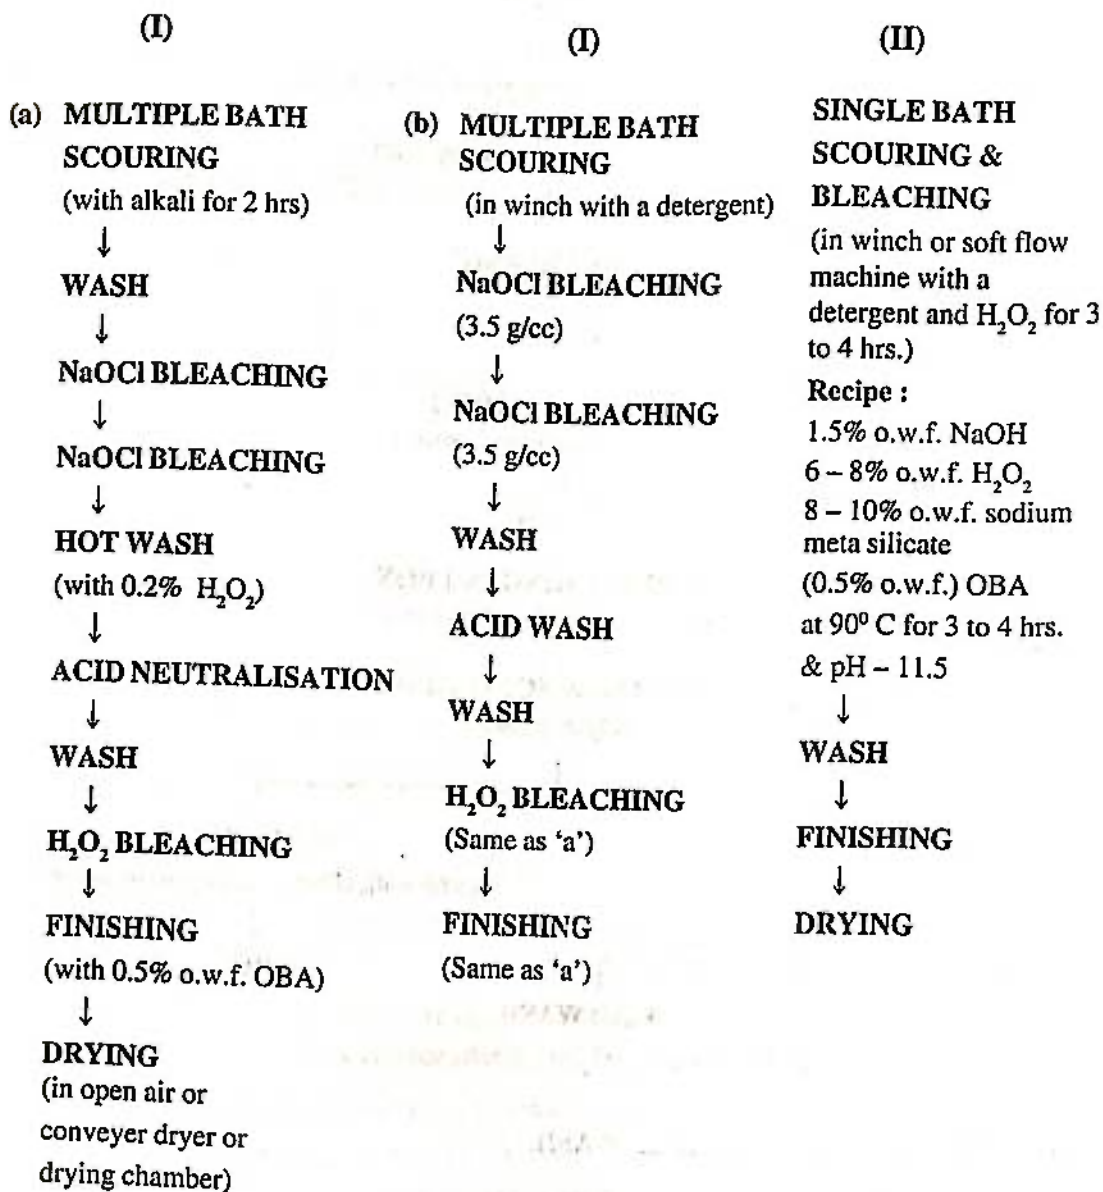 (I)
(a) MULTIPLE BATH
SCOURING
(with alkali for 2 hrs)
↓
WASH
↓
NaOCl BLEACHING
↓
NaOCl BLEACHING
↓
HOT WASH
(with 0.2% H₂O₂)
↓
ACID NEUTRALISATION
↓
WASH
↓
H₂O₂ BLEACHING
↓
FINISHING
(with 0.5% o.w.f. OBA)
↓
DRYING
(in open air or
conveyer dryer or
drying chamber)
(I)
(b) MULTIPLE BATH
SCOURING
(in winch with a detergent)
↓
NaOCl BLEACHING
(3.5 g/cc)
↓
NaOCl BLEACHING
(3.5 g/cc)
↓
WASH
↓
ACID WASH
↓
WASH
↓
H₂O₂ BLEACHING
(Same as ‘a’)
↓
FINISHING
(Same as ‘a’)
(II)
SINGLE BATH
SCOURING &
BLEACHING
(in winch or soft flow
machine with a
detergent and H₂O₂ for 3
to 4 hrs.)
Recipe :
1.5% o.w.f. NaOH
6 – 8% o.w.f. H₂O₂
8 – 10% o.w.f. sodium
meta silicate
(0.5% o.w.f.) OBA
at 90⁰ C for 3 to 4 hrs.
& pH – 11.5
↓
WASH
↓
FINISHING
↓
DRYING